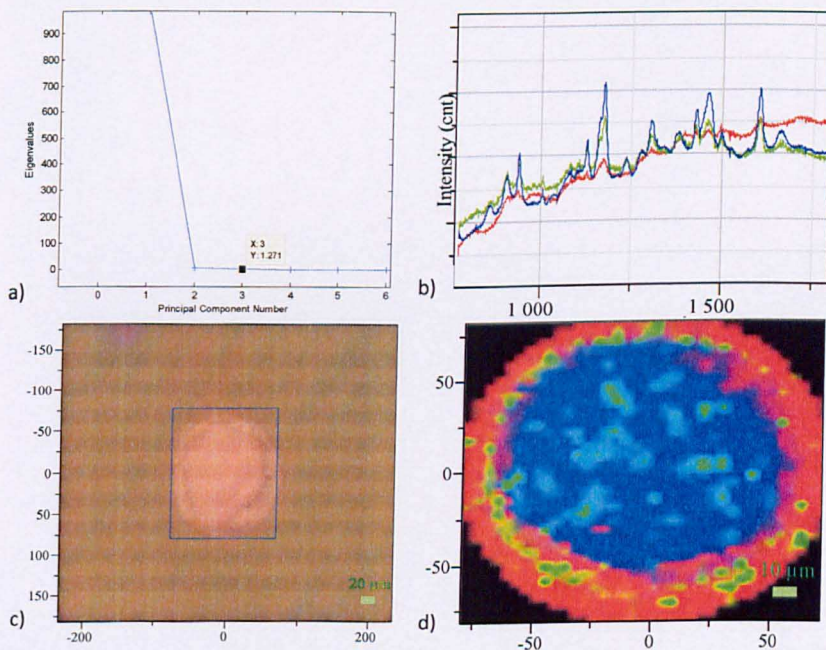 900
800
700
600
500
400
300
200
100
0
Eigenvalues
X: 3
Y: 1.271
0 1 2 3 4 5 6
Principal Component Number
a)
Intensity (cnt)
1 000 1 500
b)
-150
-100
-50
0
50
100
150
20
-200 0 200
c)
50
0
-50
10 µm
-50 0 50
d)